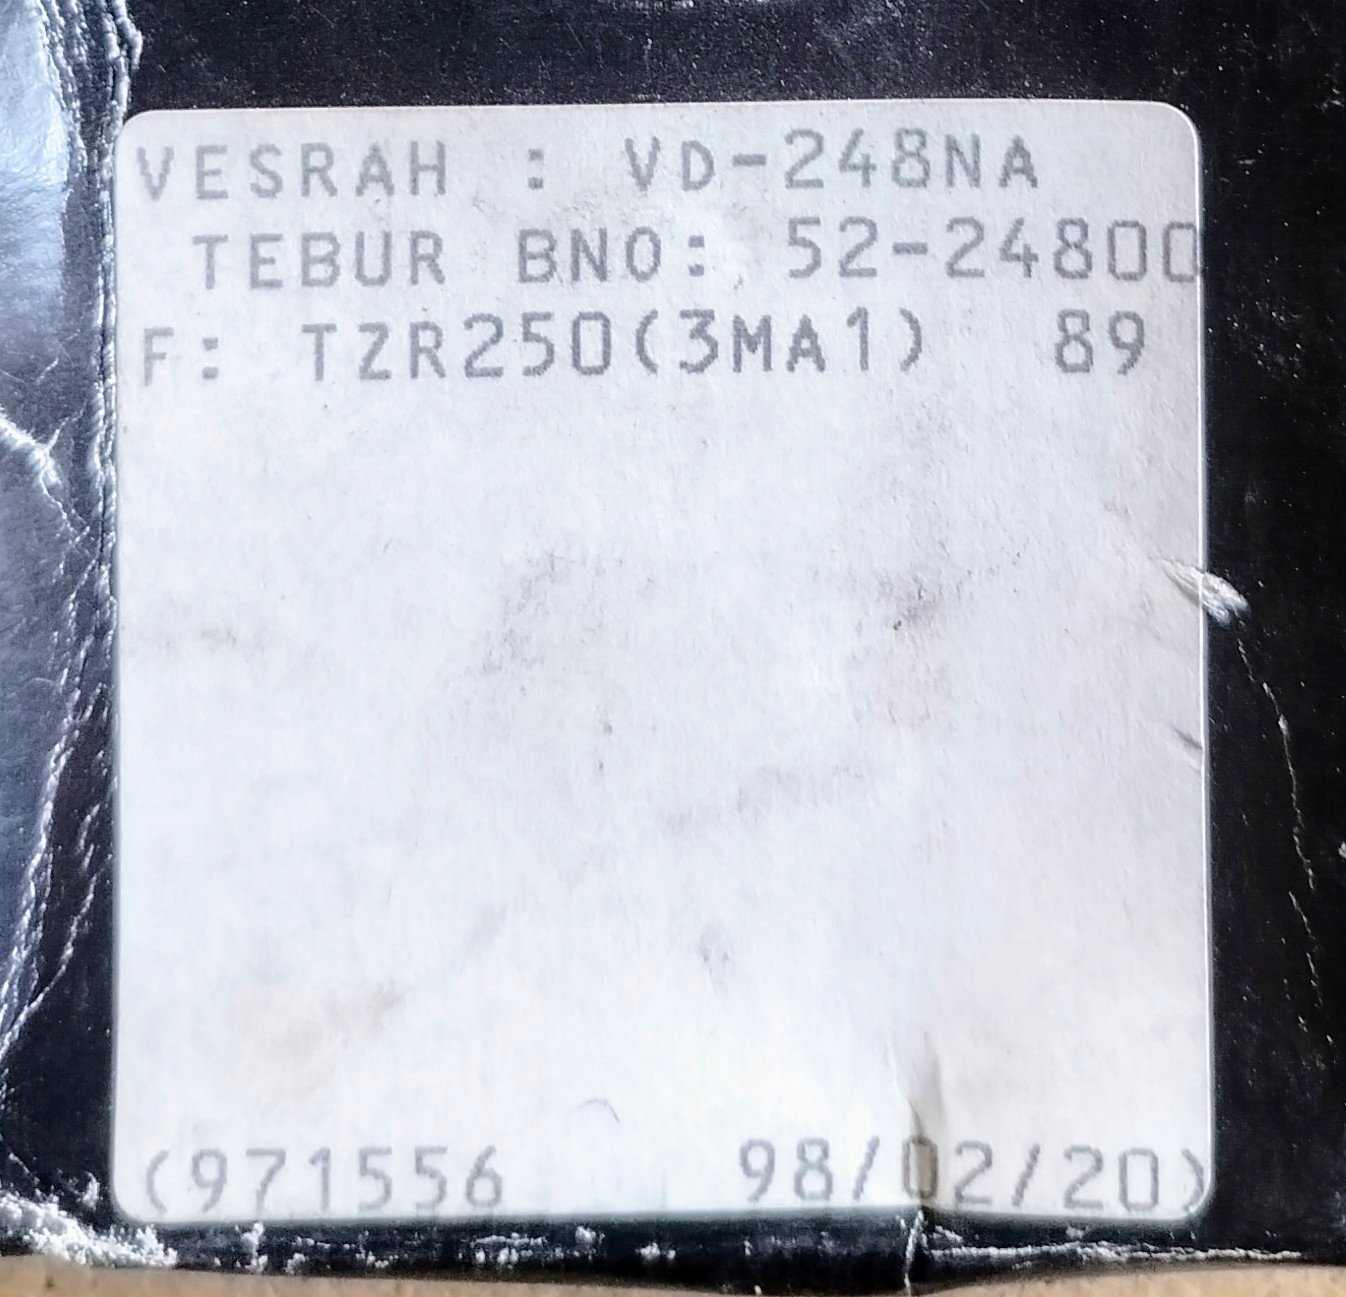 VESRAH : VD-248NA
TEBUR BNO: 52-24800
F: TZR250(3MA1) 89
(971556 98/02/20)